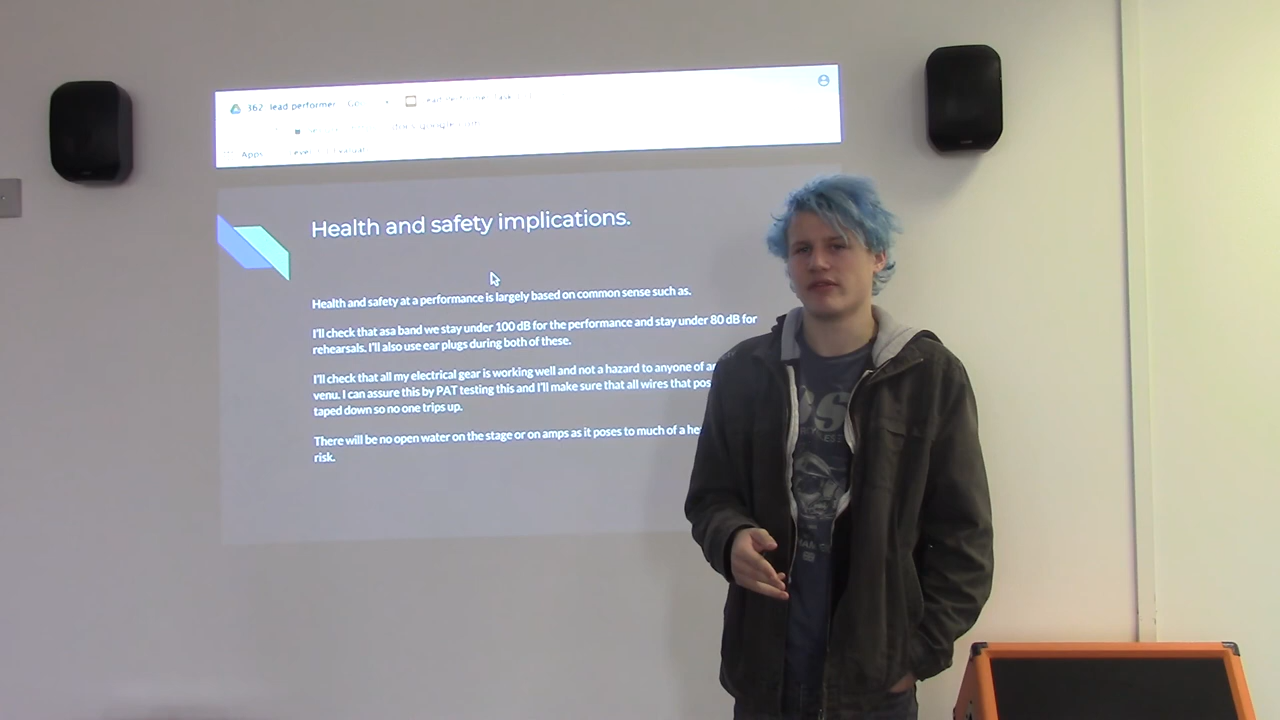 362 lead performer
Apps
Health and safety implications.
Health and safety at a performance is largely based on common sense such as.
I'll check that asa band we stay under 100 dB for the performance and stay under 80 dB for
rehearsals. I'll also use ear plugs during both of these.
I'll check that all my electrical gear is working well and not a hazard to anyone of
venu. I can assure this by PAT testing this and I'll make sure that all wires that
taped down so no one trips up.
There will be no open water on the stage or on amps as it poses to much of a
risk.